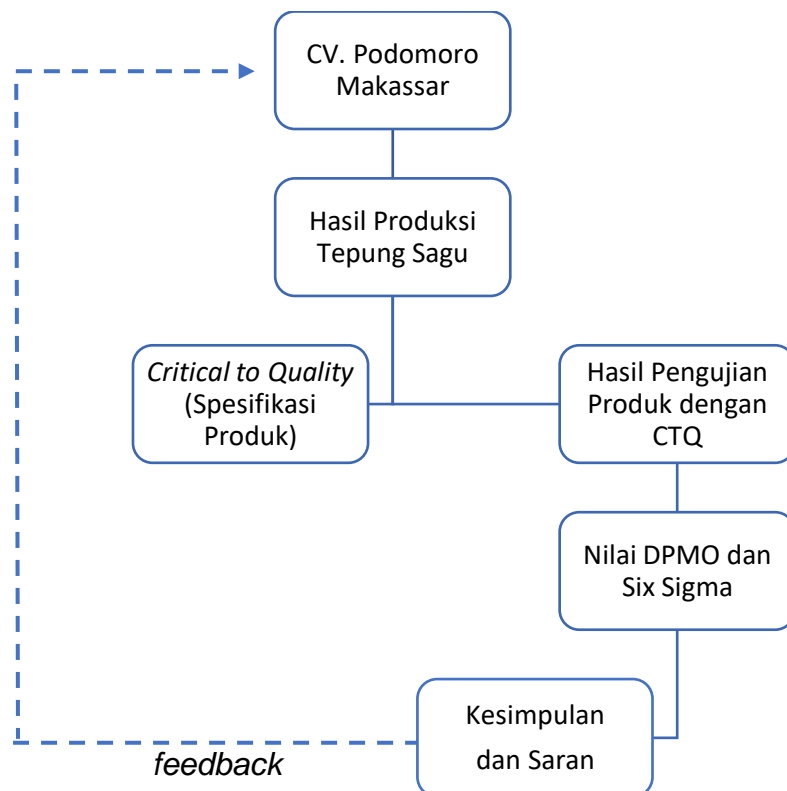 CV. Podomoro
Makassar
Hasil Produksi
Tepung Sagu
Critical to Quality
(Spesifikasi
Produk)
Hasil Pengujian
Produk dengan
CTQ
Nilai DPMO dan
Six Sigma
Kesimpulan
dan Saran
feedback